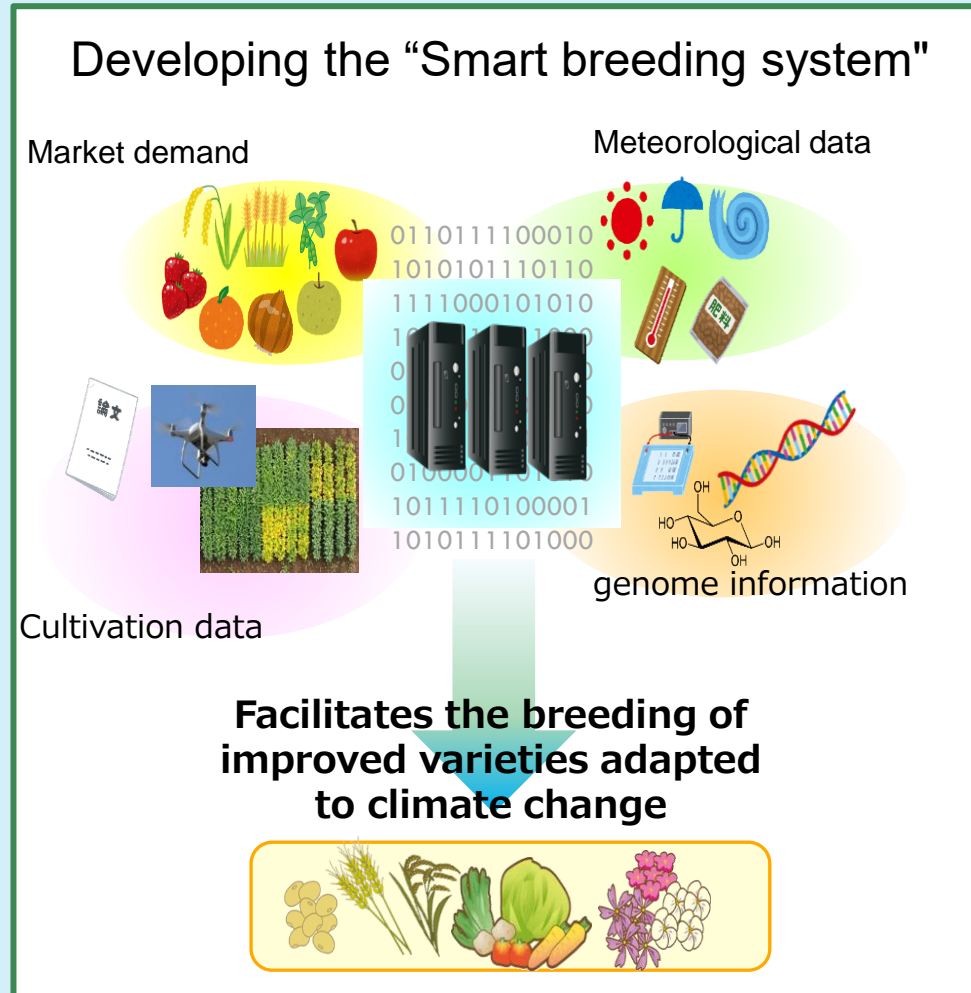 Developing the “Smart breeding system"
Market demand
Meteorological data
肥料
0110111100010
1010101110110
1111000101010
論文
1011110100001
1010111101000
OH
HO
O
HO
OH
OH
genome information
Cultivation data
Facilitates the breeding of
improved varieties adapted
to climate change